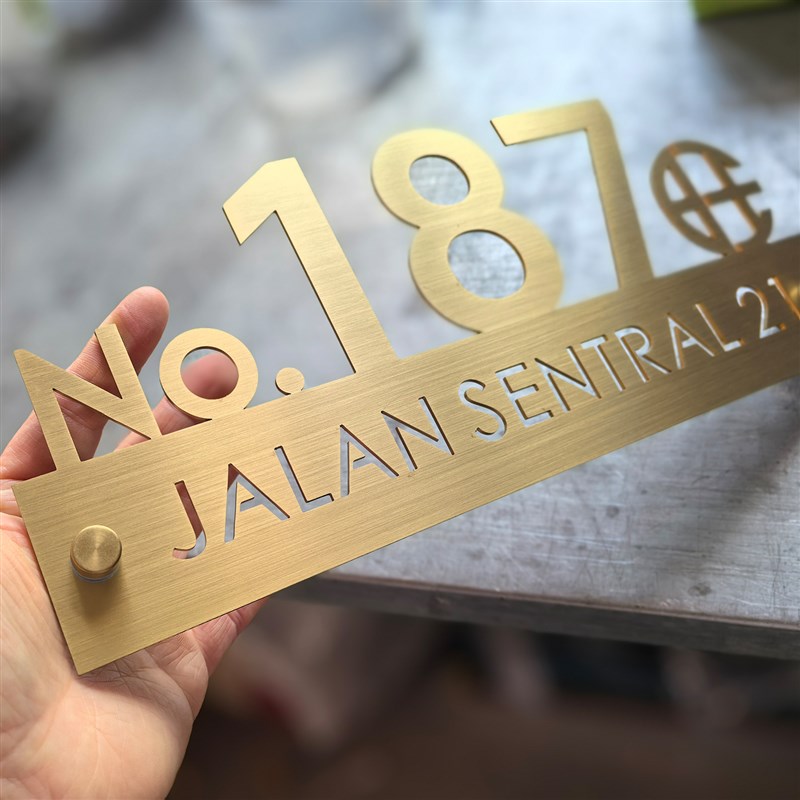 No. 187
JALAN SENTRAL 21